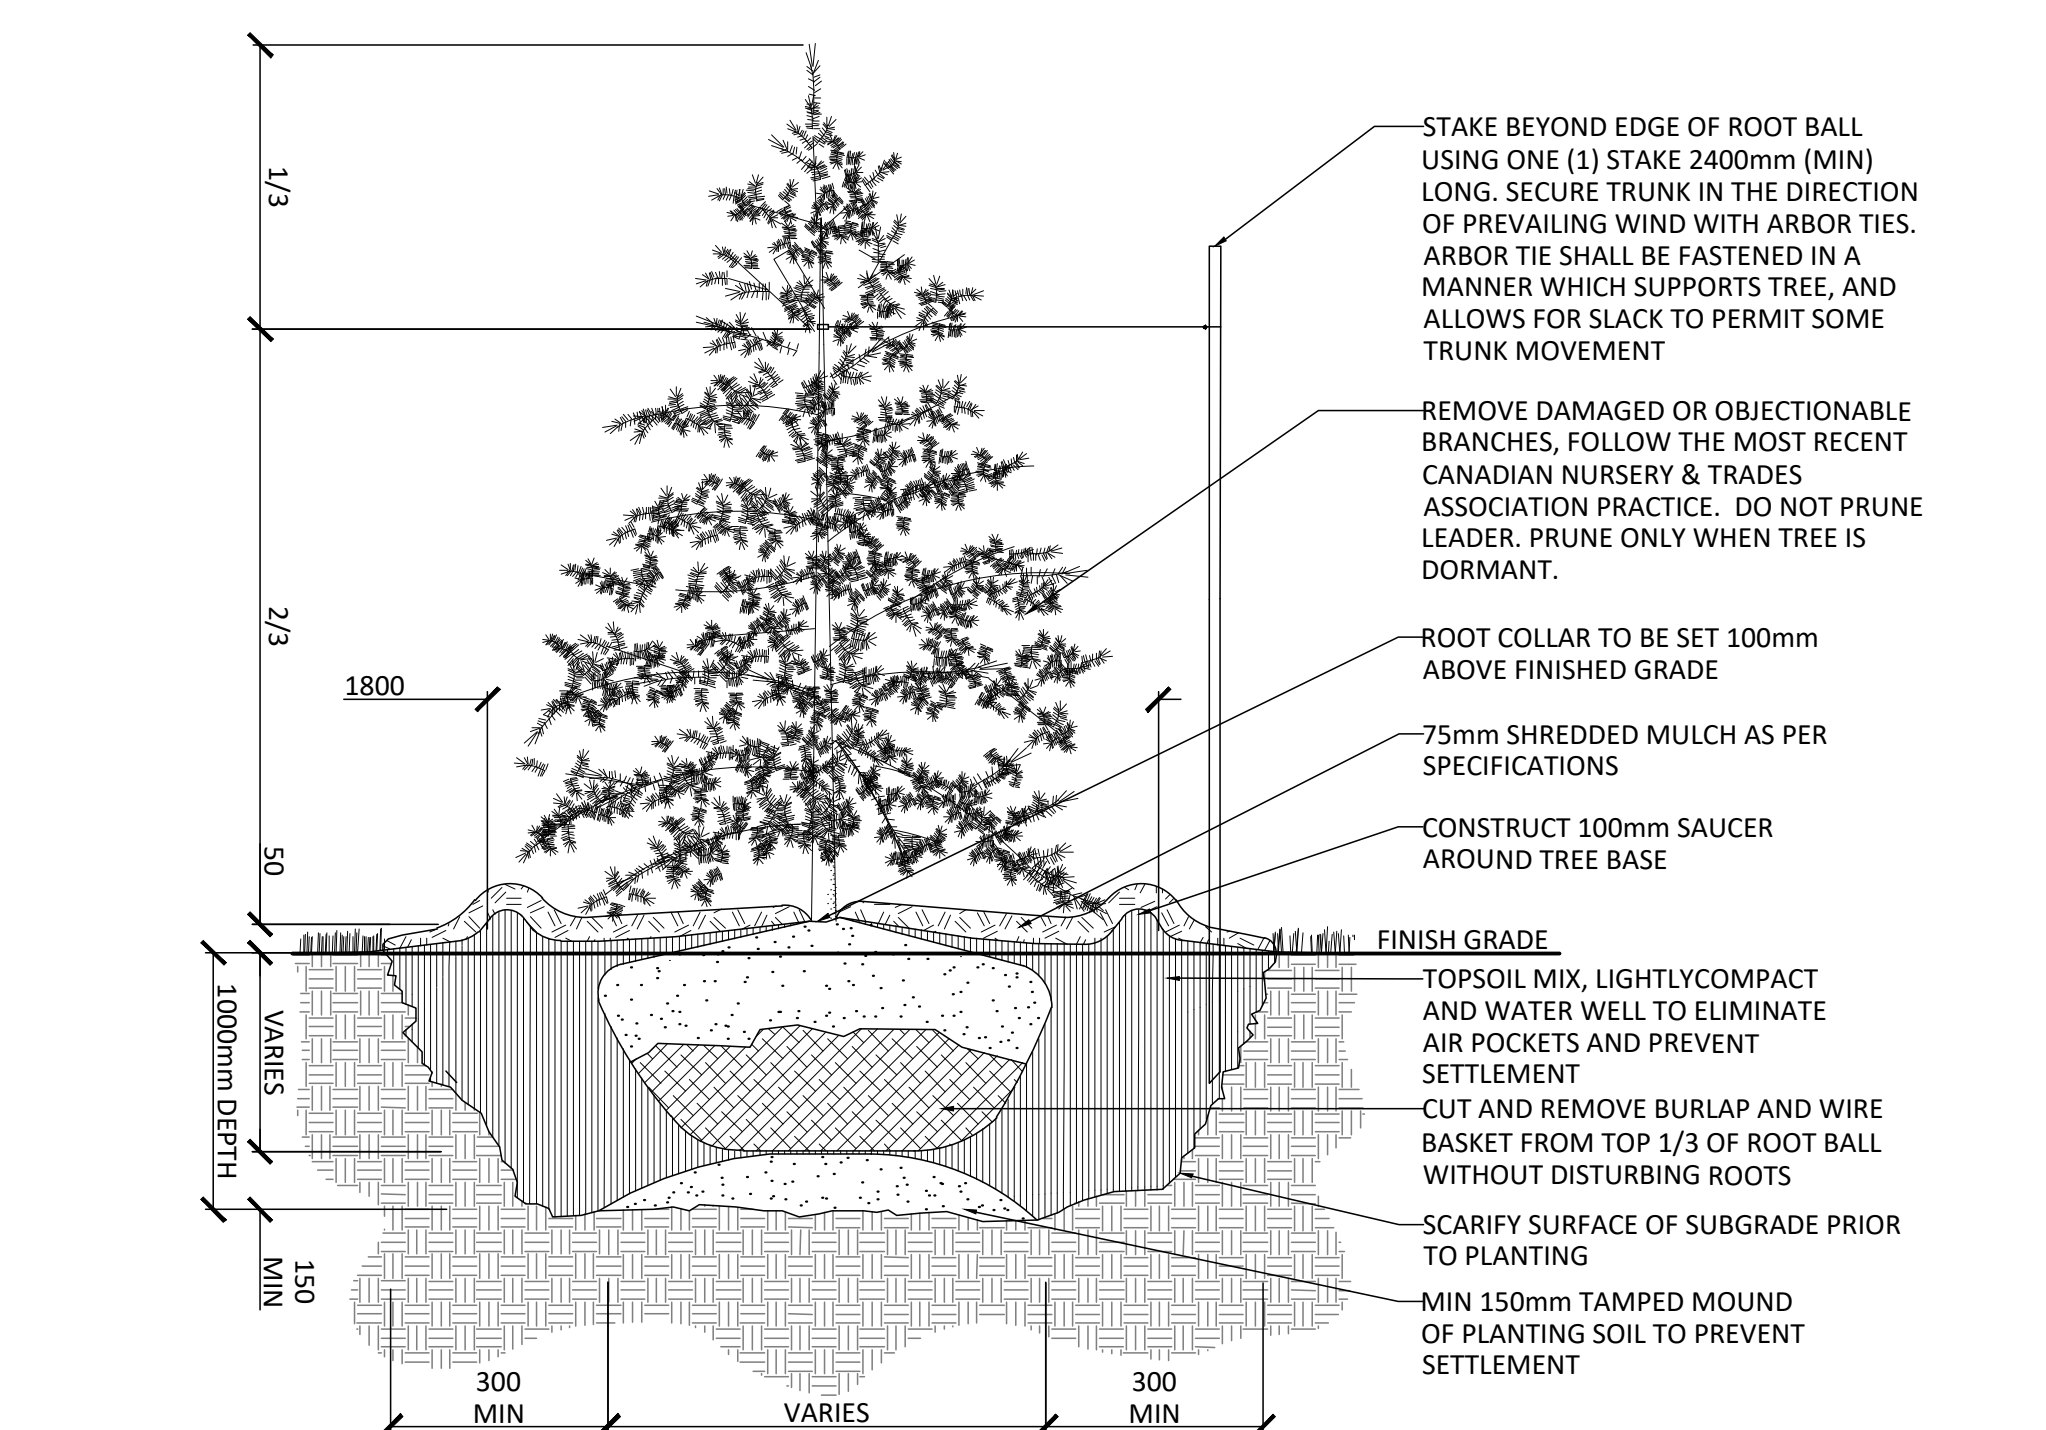 1/3
2/3
1800
50
VARIES
1000mm DEPTH
150
MIN
300
MIN
VARIES
300
MIN
STAKE BEYOND EDGE OF ROOT BALL
USING ONE (1) STAKE 2400mm (MIN)
LONG. SECURE TRUNK IN THE DIRECTION
OF PREVAILING WIND WITH ARBOR TIES.
ARBOR TIE SHALL BE FASTENED IN A
MANNER WHICH SUPPORTS TREE, AND
ALLOWS FOR SLACK TO PERMIT SOME
TRUNK MOVEMENT
REMOVE DAMAGED OR OBJECTIONABLE
BRANCHES, FOLLOW THE MOST RECENT
CANADIAN NURSERY & TRADES
ASSOCIATION PRACTICE.  DO NOT PRUNE
LEADER. PRUNE ONLY WHEN TREE IS
DORMANT.
ROOT COLLAR TO BE SET 100mm
ABOVE FINISHED GRADE
75mm SHREDDED MULCH AS PER
SPECIFICATIONS
CONSTRUCT 100mm SAUCER
AROUND TREE BASE
FINISH GRADE
TOPSOIL MIX, LIGHTLYCOMPACT
AND WATER WELL TO ELIMINATE
AIR POCKETS AND PREVENT
SETTLEMENT
CUT AND REMOVE BURLAP AND WIRE
BASKET FROM TOP 1/3 OF ROOT BALL
WITHOUT DISTURBING ROOTS
SCARIFY SURFACE OF SUBGRADE PRIOR
TO PLANTING
MIN 150mm TAMPED MOUND
OF PLANTING SOIL TO PREVENT
SETTLEMENT